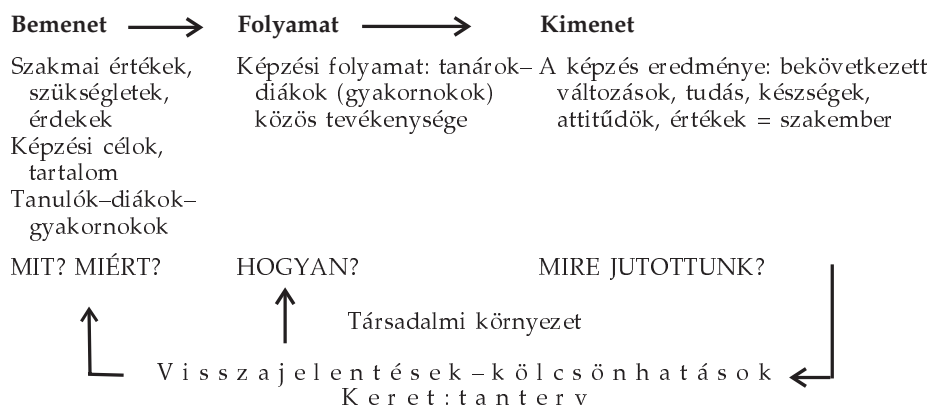 Bemenet Folyamat Kimenet
Szakmai értékek,
szükségletek,
érdekek
Képzési célok,
tartalom
Tanulók–diákok–
gyakornokok
Képzési folyamat: tanárok–
diákok (gyakornokok)
közös tevékenysége
A képzés eredménye: bekövetkezett
változások, tudás, készségek,
attitűdök, értékek = szakember
MIT? MIÉRT? HOGYAN? MIRE JUTOTTUNK?
Társadalmi környezet
Visszajelentések–kölcsönhatások
Keret:tanterv